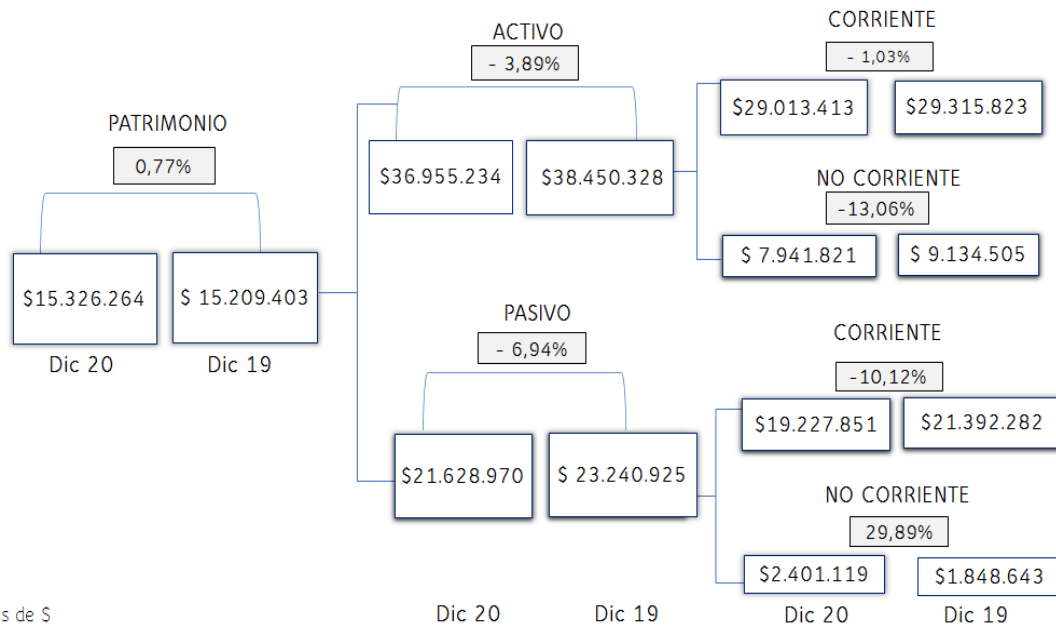 PATRIMONIO
0,77%
$15.326.264
$ 15.209.403
Dic 20
Dic 19
ACTIVO
- 3,89%
$36.955.234
$38.450.328
CORRIENTE
- 1,03%
$29.013.413
$29.315.823
NO CORRIENTE
-13,06%
$ 7.941.821
$ 9.134.505
PASIVO
- 6,94%
$21.628.970
$ 23.240.925
CORRIENTE
-10,12%
$19.227.851
$21.392.282
NO CORRIENTE
29,89%
$2.401.119
$1.848.643
s de $
Dic 20
Dic 19
Dic 20
Dic 19